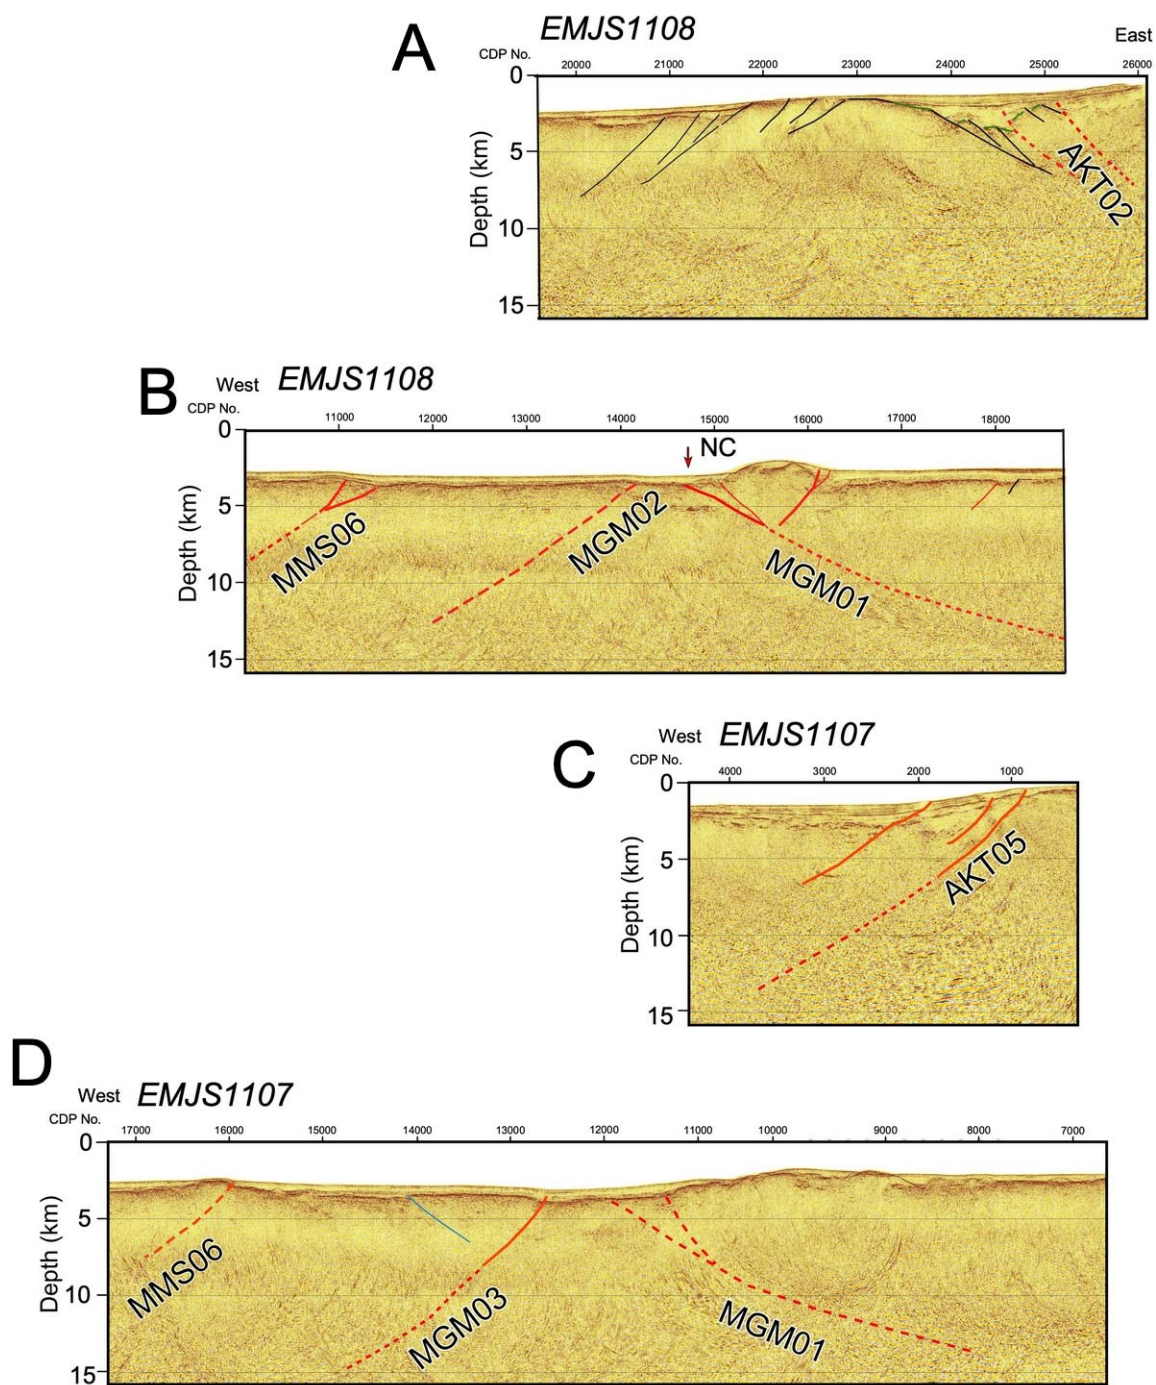 A
EMJS1108
East
CDP No.
20000 21000 22000 23000 24000 25000 26000
0
5
10
15
Depth (km)
AKT02
B
West EMJS1108
CDP No.
11000 12000 13000 14000 15000 16000 17000 18000
0
5
10
15
Depth (km)
NC
MMS06
MGM02
MGM01
C
West EMJS1107
CDP No.
4000 3000 2000 1000
0
5
10
15
Depth (km)
AKT05
D
West EMJS1107
CDP No.
17000 16000 15000 14000 13000 12000 11000 10000 9000 8000 7000
0
5
10
15
Depth (km)
MMS06
MGM03
MGM01